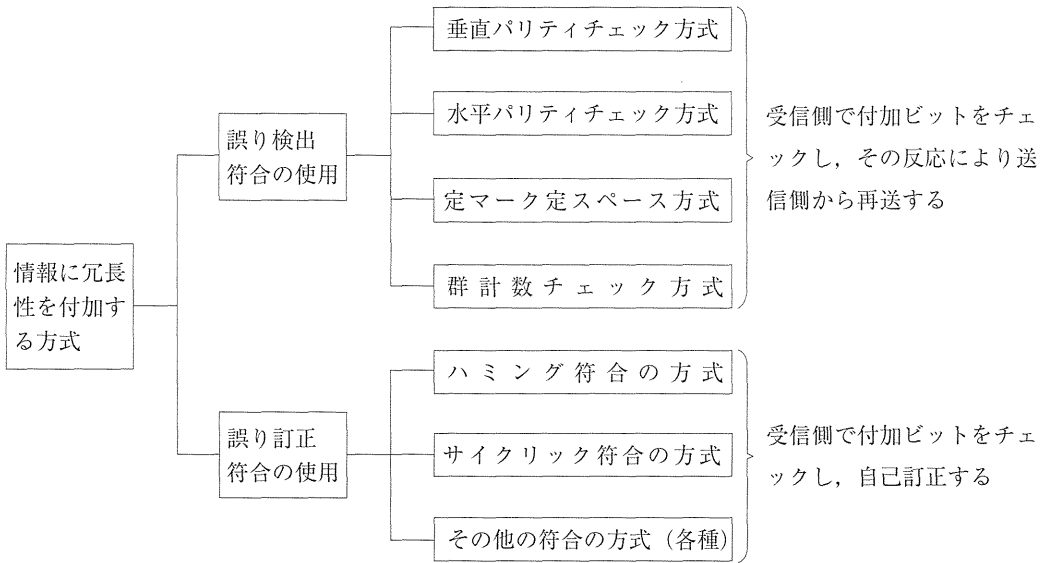 情報に冗長
性を付加す
る方式
誤り検出
符合の使用
垂直パリティチェック方式
水平パリティチェック方式
定マーク定スペース方式
群計数チェック方式
受信側で付加ビットをチェ
ックし，その反応により送
信側から再送する
誤り訂正
符合の使用
ハミング符合の方式
サイクリック符合の方式
その他の符合の方式（各種）
受信側で付加ビットをチェ
ックし，自己訂正する